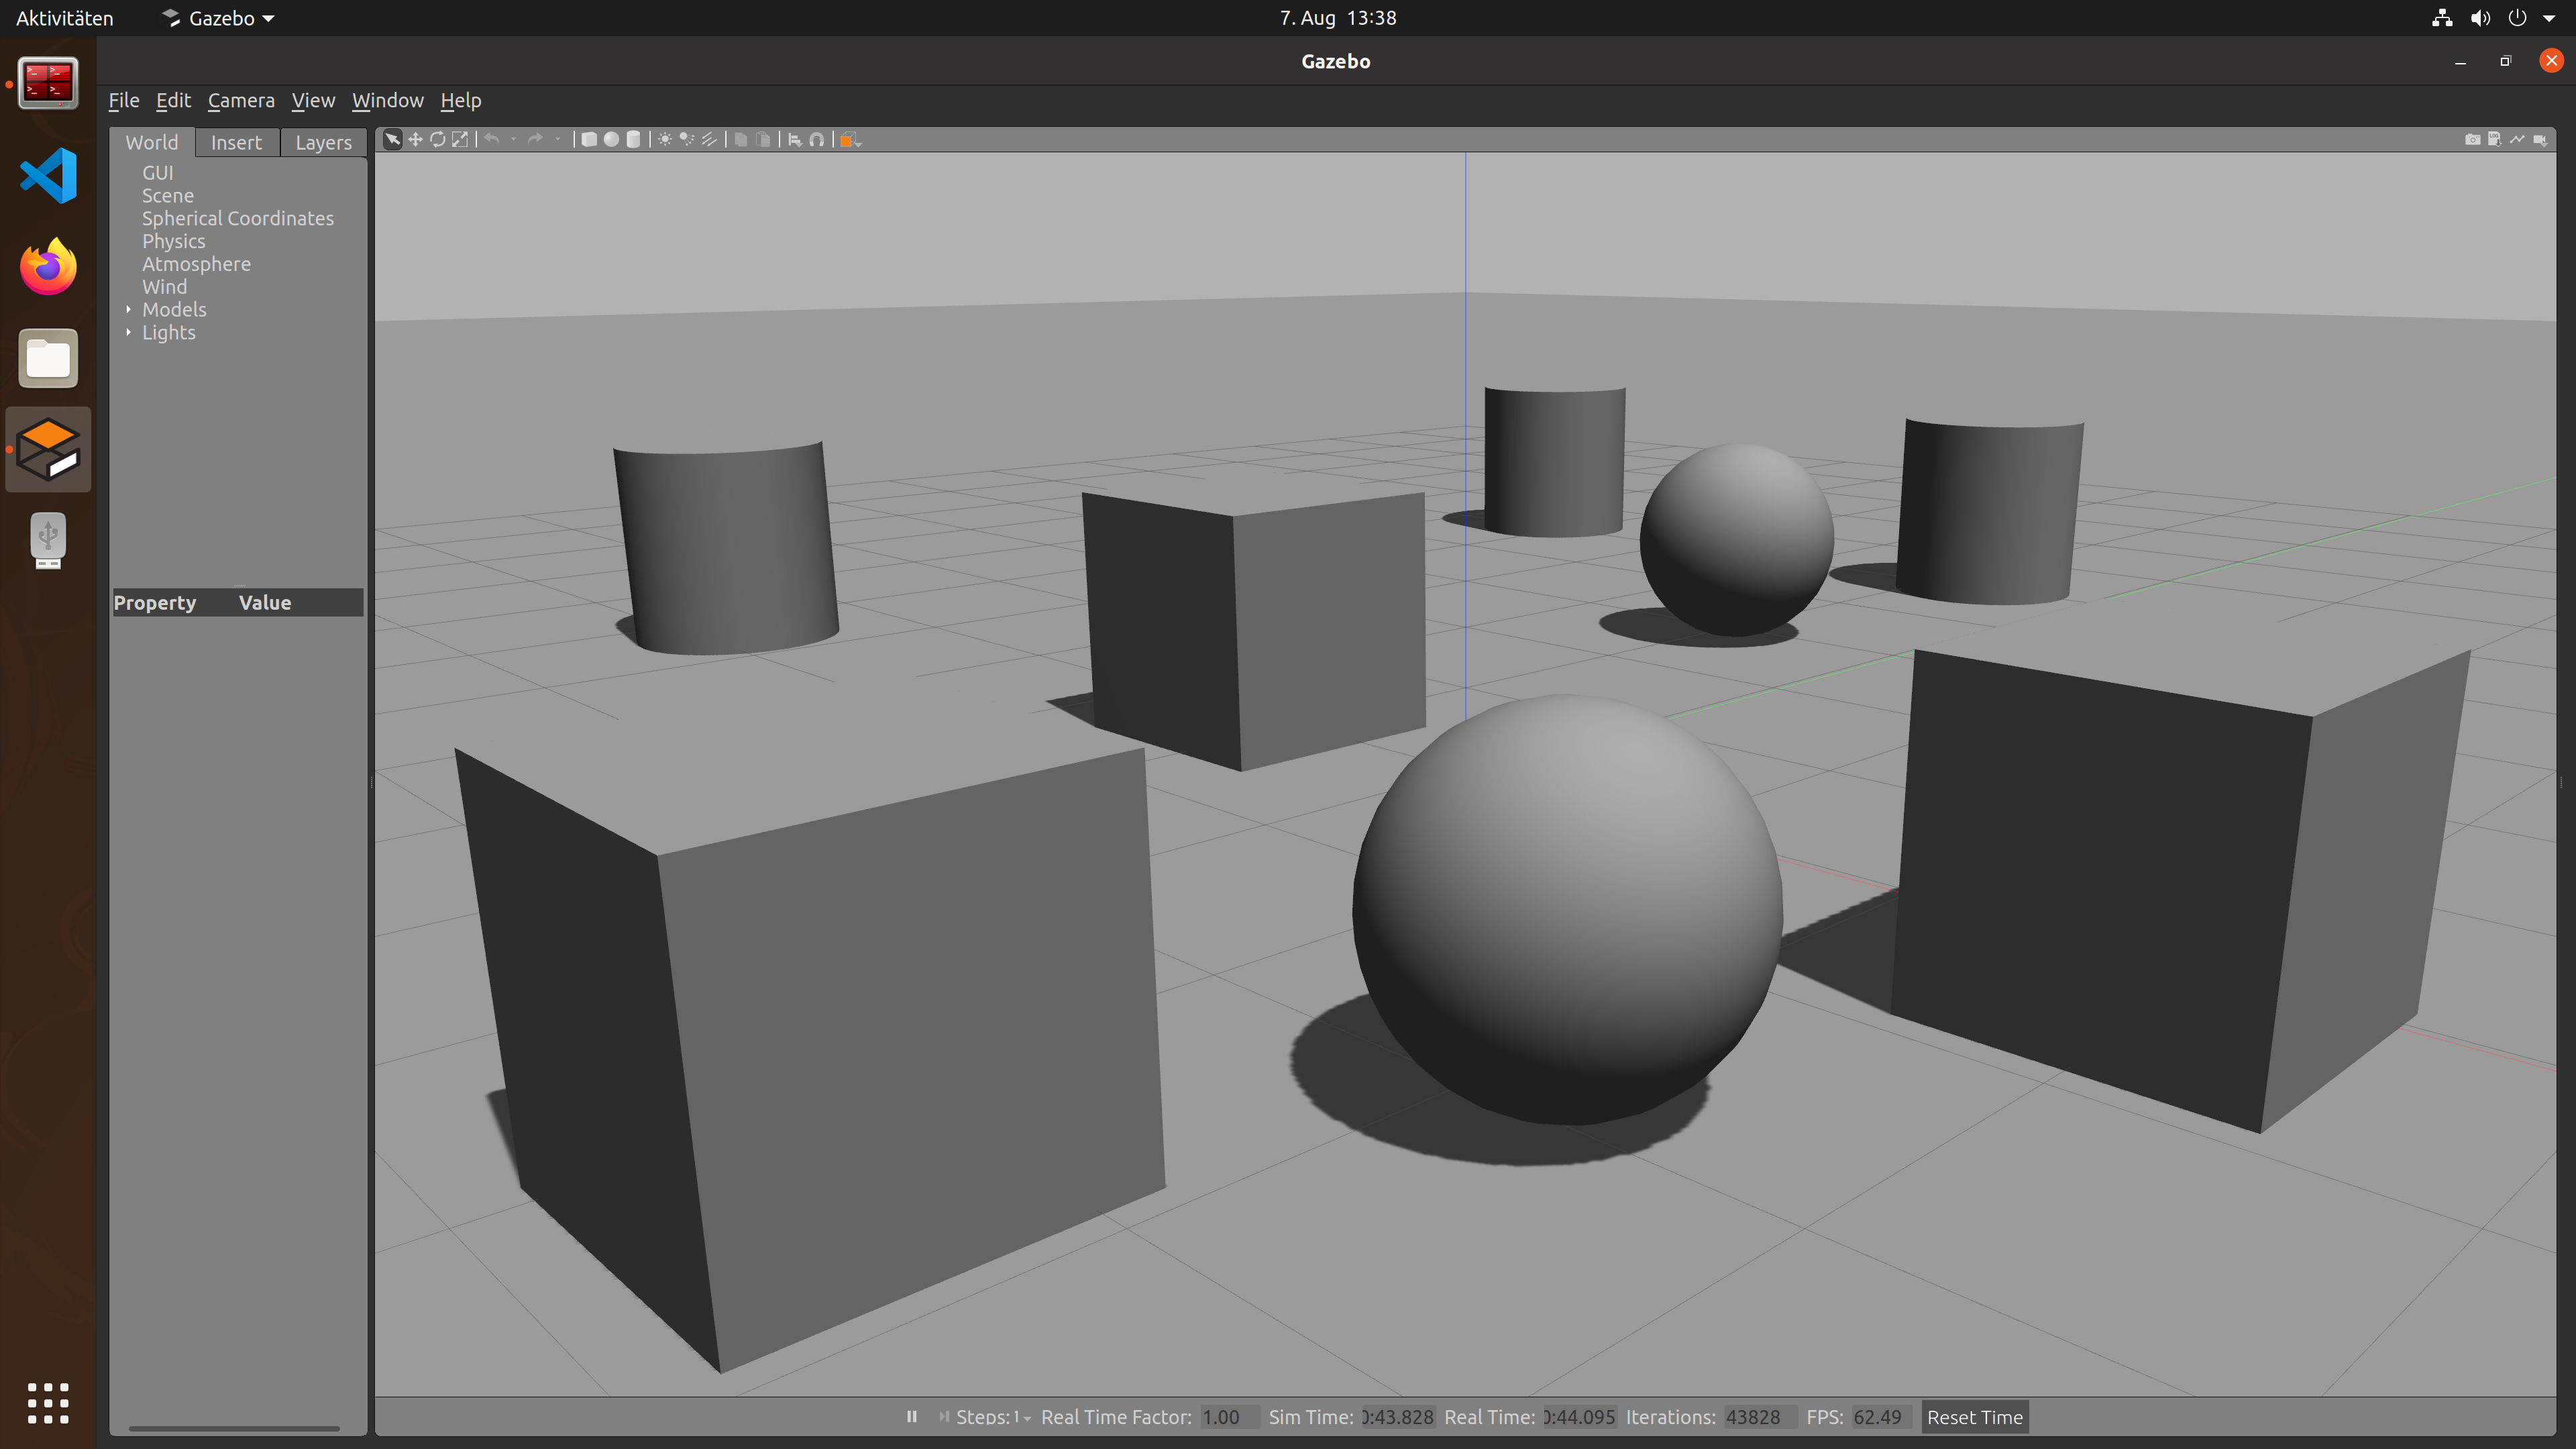 Aktivitäten Gazebo 7. Aug 13:38
Gazebo
File Edit Camera View Window Help
World Insert Layers
GUI
Scene
Spherical Coordinates
Physics
Atmosphere
Wind
Models
Lights
Property Value
Steps: 1 Real Time Factor: 1.00 Sim Time: 0:43.828 Real Time: 0:44.095 Iterations: 43828 FPS: 62.49 Reset Time